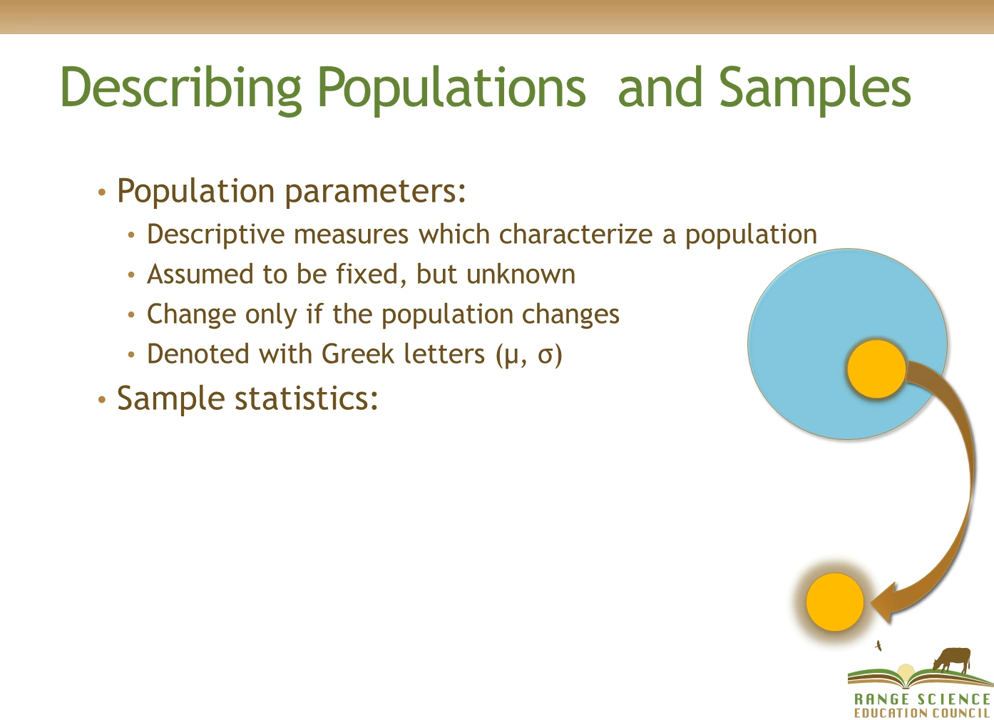 Describing Populations  and Samples
• Population parameters:
• Descriptive measures which characterize a population
• Assumed to be fixed, but unknown
• Change only if the population changes
• Denoted with Greek letters (μ, σ)
• Sample statistics:
RANGE SCIENCE
EDUCATION COUNCIL